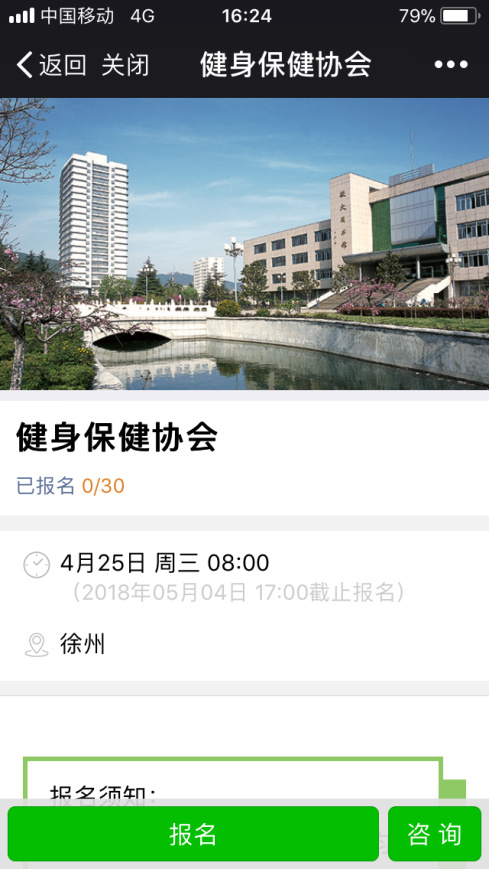 中国移动 4G 16:24 79%
返回 关闭 健身保健协会
健身保健协会
已报名 0/30
4月25日 周三 08:00
(2018年05月04日 17:00截止报名)
徐州
报名须知:
报名 咨询